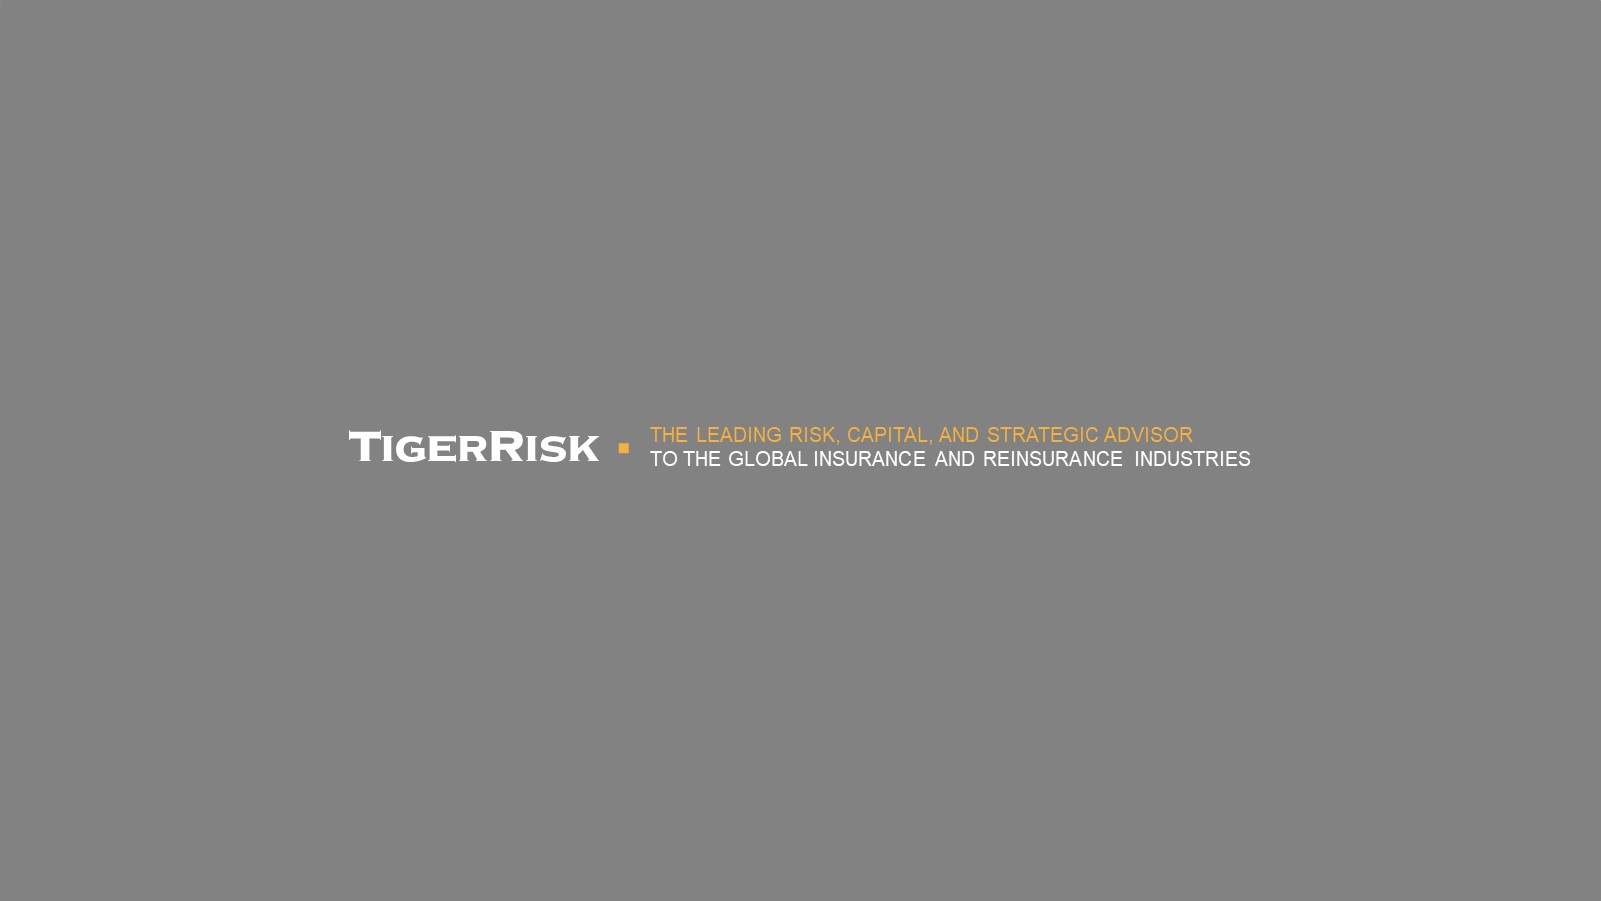 TIGERRISK ▪ THE LEADING RISK, CAPITAL, AND STRATEGIC ADVISOR
TO THE GLOBAL INSURANCE AND REINSURANCE INDUSTRIES